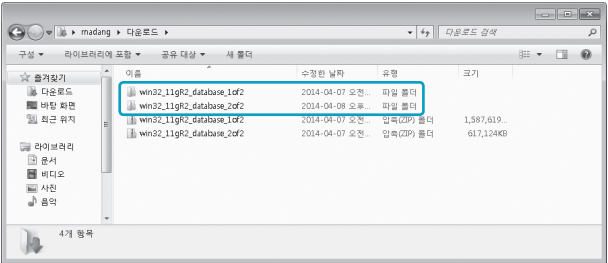 madang ▸ 다운로드 ▸
다운로드 검색
구성 ▼ 라이브러리에 포함 ▼ 공유 대상 ▼ 새 폴더
이름 수정한 날짜 유형 크기
즐겨찾기
다운로드
바탕 화면
최근 위치
라이브러리
문서
비디오
사진
음악
win32_11gR2_database_1of2 2014-04-07 오전... 파일 폴더
win32_11gR2_database_2of2 2014-04-08 오후... 파일 폴더
win32_11gR2_database_1of2 2014-04-07 오전... 압축(ZIP) 폴더 1,587,619...
win32_11gR2_database_2of2 2014-04-07 오전... 압축(ZIP) 폴더 617,124KB
4개 항목